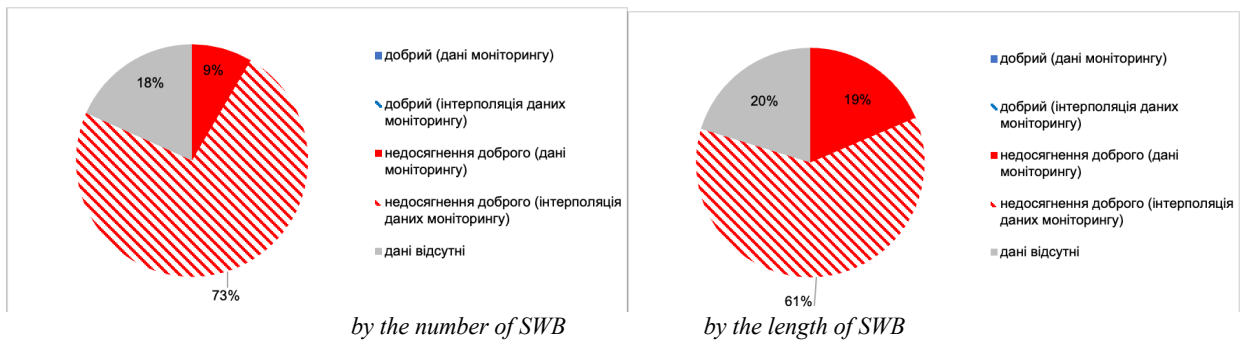 18%
9%
73%
добрий (дані моніторингу)
добрий (інтерполяція даних
моніторингу)
недосягнення доброго (дані
моніторингу)
недосягнення доброго (інтерполяція
даних моніторингу)
дані відсутні
20%
19%
61%
добрий (дані моніторингу)
добрий (інтерполяція даних
моніторингу)
недосягнення доброго (дані
моніторингу)
недосягнення доброго (інтерполяція
даних моніторингу)
дані відсутні
by the number of SWB
by the length of SWB